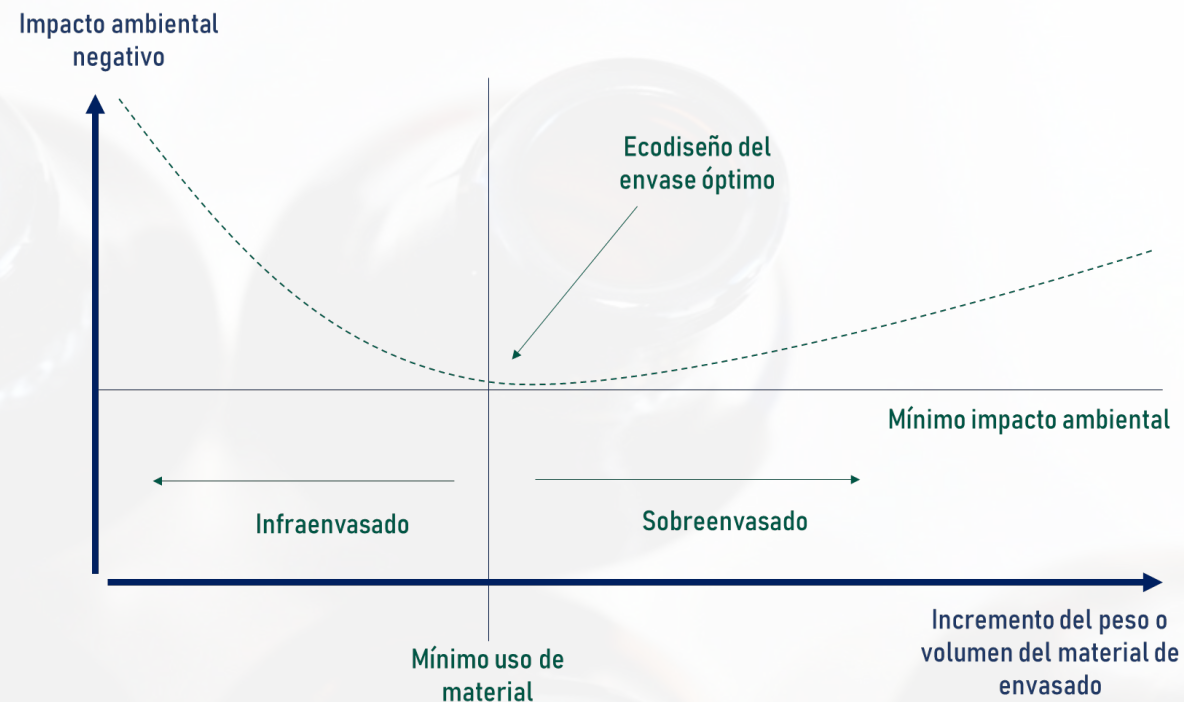 Impacto ambiental
negativo
Ecodiseño del
envase óptimo
Mínimo impacto ambiental
Infraenvasado
Sobreenvasado
Mínimo uso de
material
Incremento del peso o
volumen del material de
envasado